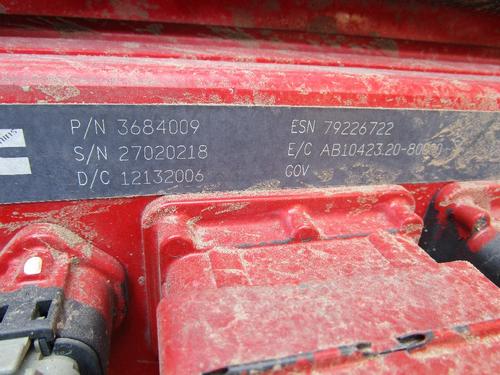 P/N 3684009
S/N 27020218
D/C 12132006
ESN 79226722
E/C
GOV